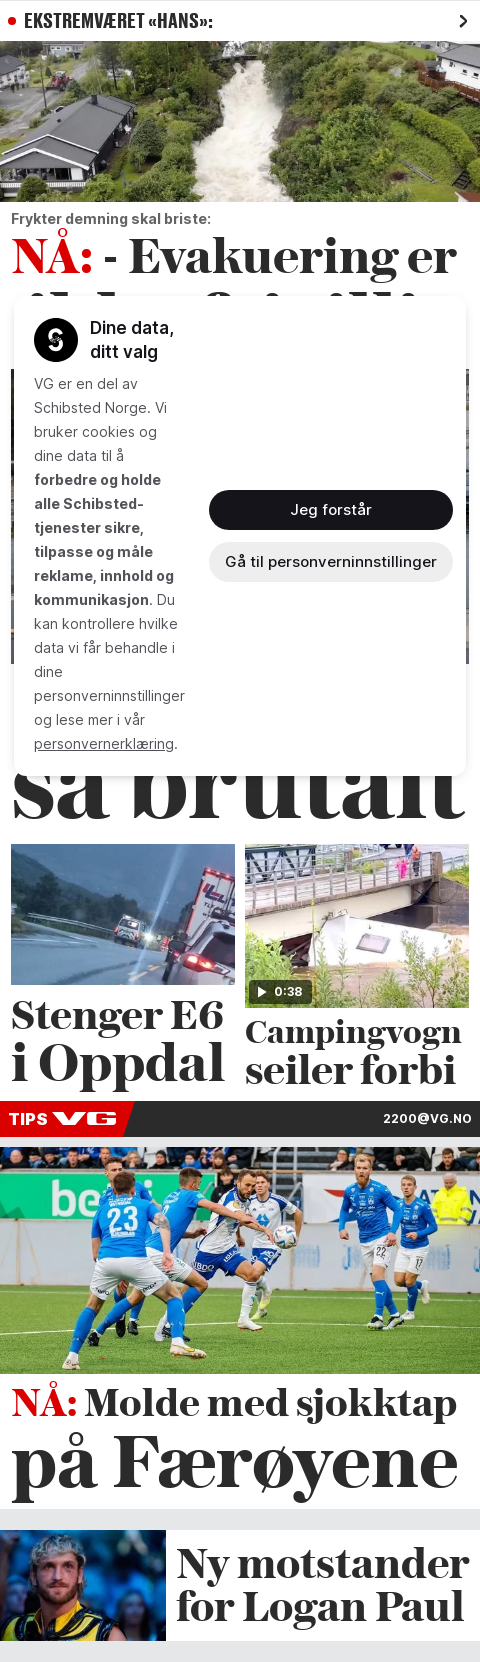 EKSTREMVÆRET «HANS»:
Frykter demning skal briste:
NÅ: - Evakuering er
Dine data,
ditt valg
VG er en del av
Schibsted Norge. Vi
bruker cookies og
dine data til å
forbedre og holde
alle Schibsted-
tjenester sikre,
tilpasse og måle
reklame, innhold og
kommunikasjon. Du
kan kontrollere hvilke
data vi får behandle i
dine
personverninnstillinger
og lese mer i vår
personvernerklæring.
Jeg forstår
Gå til personverninnstillinger
så brutalt
0:38
Stenger E6
i Oppdal
Campingvogn
seiler forbi
TIPS VG
2200@VG.NO
23
22
NÅ: Molde med sjokktap
på Færøyene
Ny motstander
for Logan Paul